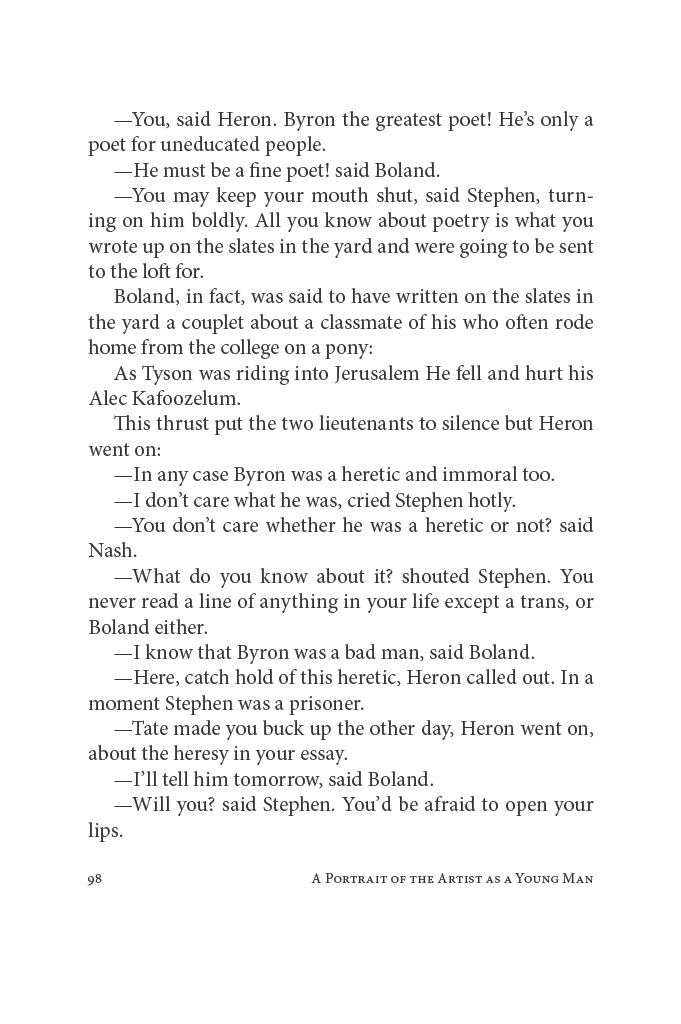 —You, said Heron. Byron the greatest poet! He’s only a
poet for uneducated people.
—He must be a fine poet! said Boland.
—You may keep your mouth shut, said Stephen, turn-
ing on him boldly. All you know about poetry is what you
wrote up on the slates in the yard and were going to be sent
to the loft for.
Boland, in fact, was said to have written on the slates in
the yard a couplet about a classmate of his who often rode
home from the college on a pony:
As Tyson was riding into Jerusalem He fell and hurt his
Alec Kafoozelum.
This thrust put the two lieutenants to silence but Heron
went on:
—In any case Byron was a heretic and immoral too.
—I don’t care what he was, cried Stephen hotly.
—You don’t care whether he was a heretic or not? said
Nash.
—What do you know about it? shouted Stephen. You
never read a line of anything in your life except a trans, or
Boland either.
—I know that Byron was a bad man, said Boland.
—Here, catch hold of this heretic, Heron called out. In a
moment Stephen was a prisoner.
—Tate made you buck up the other day, Heron went on,
about the heresy in your essay.
—I’ll tell him tomorrow, said Boland.
—Will you? said Stephen. You’d be afraid to open your
lips.
98 A Portrait of the Artist as a Young Man